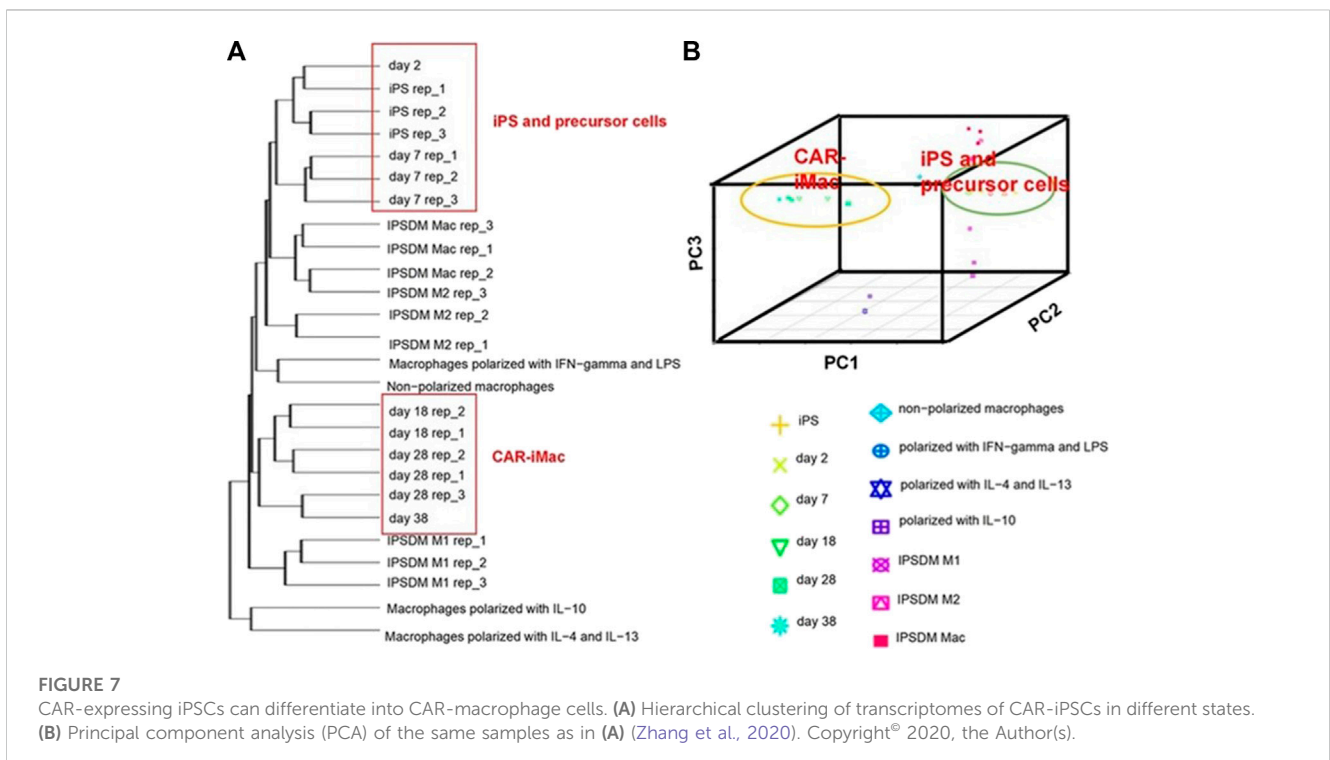 A
day 2
iPS rep_1
iPS rep_2
iPS rep_3
day 7 rep_1
day 7 rep_2
day 7 rep_3
iPS and precursor cells
IPSDM Mac rep_3
IPSDM Mac rep_1
IPSDM Mac rep_2
IPSDM M2 rep_3
IPSDM M2 rep_2
IPSDM M2 rep_1
Macrophages polarized with IFN-gamma and LPS
Non-polarized macrophages
day 18 rep_2
day 18 rep_1
day 28 rep_2
day 28 rep_1
day 28 rep_3
day 38
CAR-iMac
IPSDM M1 rep_1
IPSDM M1 rep_2
IPSDM M1 rep_3
Macrophages polarized with IL-10
Macrophages polarized with IL-4 and IL-13
B
CAR-
iMac
iPS and
precursor cells
PC3
PC2
PC1
iPS
day 2
day 7
day 18
day 28
day 38
non-polarized macrophages
polarized with IFN-gamma and LPS
polarized with IL-4 and IL-13
polarized with IL-10
IPSDM M1
IPSDM M2
IPSDM Mac
FIGURE 7
CAR-expressing iPSCs can differentiate into CAR-macrophage cells. (A) Hierarchical clustering of transcriptomes of CAR-iPSCs in different states.
(B) Principal component analysis (PCA) of the same samples as in (A) (Zhang et al., 2020). Copyright© 2020, the Author(s).